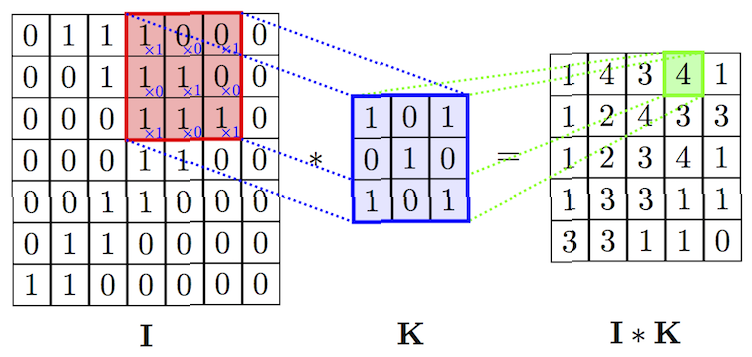 0 1 1 1×1 0×0 0×1 0
0 0 1 1×0 1×1 0×0 0
0 0 0 1×1 1×0 1×1 0
0 0 0 1 1 0 0
0 0 1 1 0 0 0
0 1 1 0 0 0 0
1 1 0 0 0 0 0
I
*
1 0 1
0 1 0
1 0 1
K
=
1 4 3 4 1
1 2 4 3 3
1 2 3 4 1
1 3 3 1 1
3 3 1 1 0
I * K